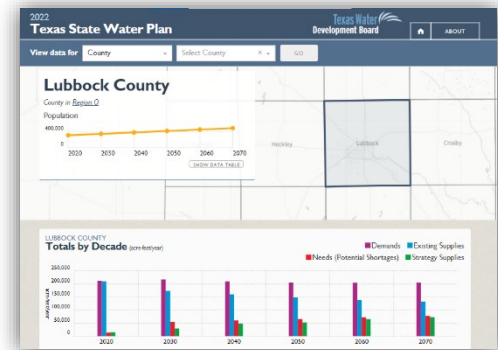 2022
Texas State Water Plan
Texas Water
Development Board
ABOUT
View data for
County
Select County
×
GO
Lubbock County
County in Region O
Population
400,000
0
2020 2030 2040 2050 2060 2070
SHOW DATA TABLE
Hockley
Lubbock
Crosby
LUBBOCK COUNTY
Totals by Decade (acre-feet/year)
Demands Existing Supplies
Needs (Potential Shortages) Strategy Supplies
acre-feet/year
250,000
200,000
150,000
100,000
50,000
0
2020 2030 2040 2050 2060 2070